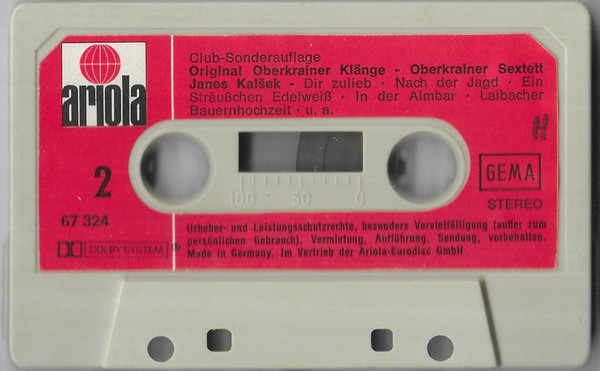 ariola
Club-Sonderauflage
Original Oberkrainer Klänge - Oberkrainer Sextett
Janes Kalšek - Dir zulieb · Nach der Jagd · Ein
Sträußchen Edelweiß · In der Almbar · Laibacher
Bauernhochzeit · u. a.
2
67 324
100 50 0
GEMA
STEREO
DOLBY SYSTEM ®
Urheber- und Leistungsschutzrechte, besonders Vervielfältigung (außer zum
persönlichen Gebrauch), Vermietung, Aufführung, Sendung, vorbehalten.
Made in Germany. Im Vertrieb der Ariola-Eurodisc GmbH